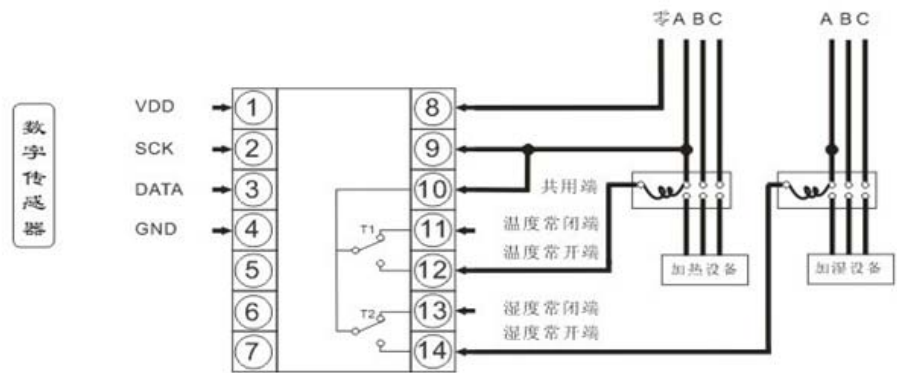 零 A B C
A B C
数字传感器
VDD
SCK
DATA
GND
1
2
3
4
5
6
7
8
9
10
11
12
13
14
T1
T2
共用端
温度常闭端
温度常开端
湿度常闭端
湿度常开端
加热设备
加湿设备